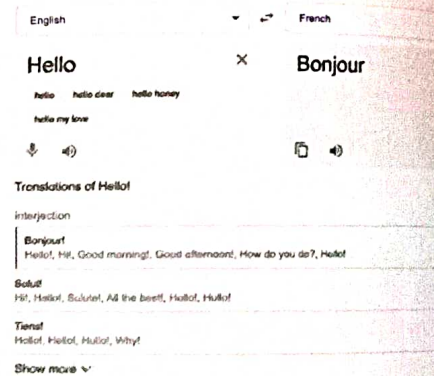 English
French
Hello
Bonjour
hello hello dear hello honey
hello my love
Translations of Hello!
interjection
Bonjour!
Hello!, Hi!, Good morning!, Good afternoon!, How do you do?, Hello!
Salut!
Hi!, Hello!, Salute!, All the best!, Hallo!, Hullo!
Tiens!
Hallo!, Hello!, Hullo!, Why!
Show more